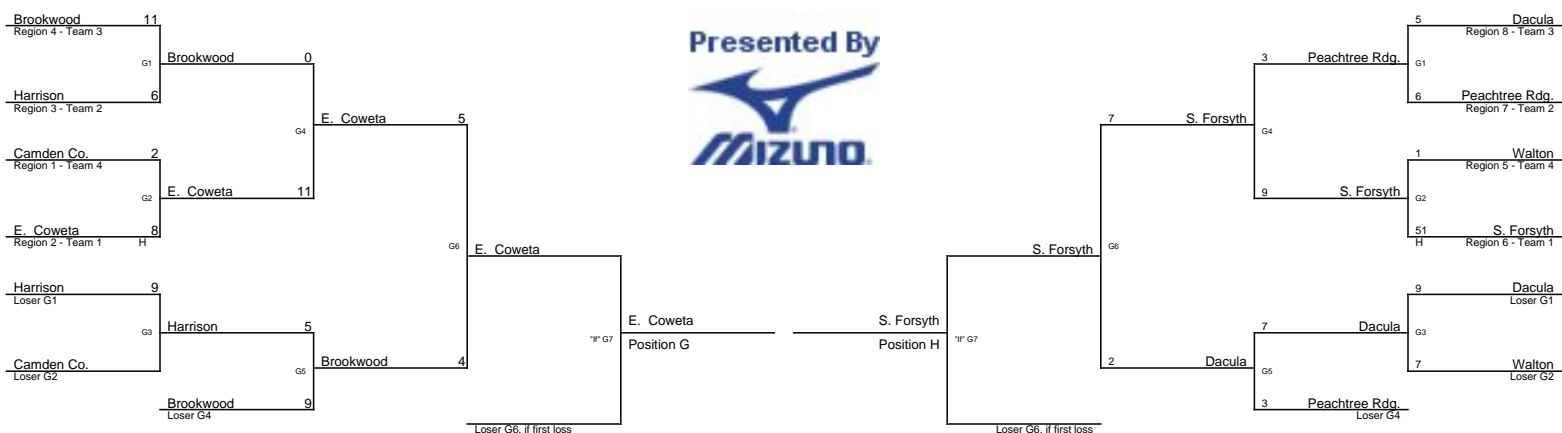 Brookwood 11
Region 4 - Team 3
G1
Brookwood 0
Harrison 6
Region 3 - Team 2
G4
E. Coweta 5
Camden Co. 2
Region 1 - Team 4
G2
E. Coweta 11
E. Coweta 8
Region 2 - Team 1 H
G6
E. Coweta
Harrison 9
Loser G1
G3
Harrison 5
Camden Co.
Loser G2
G5
Brookwood 4
Brookwood 9
Loser G4
"If" G7
E. Coweta
Position G
Loser G6, if first loss
Presented By
MIZUNO
5 Dacula
Region 8 - Team 3
3 Peachtree Rdg.
G1
6 Peachtree Rdg.
Region 7 - Team 2
7 S. Forsyth
G4
1 Walton
Region 5 - Team 4
9 S. Forsyth
G2
51 S. Forsyth
H Region 6 - Team 1
S. Forsyth
G6
9 Dacula
Loser G1
7 Dacula
G3
7 Walton
Loser G2
2 Dacula
G5
3 Peachtree Rdg.
Loser G4
S. Forsyth
Position H
"If" G7
Loser G6, if first loss